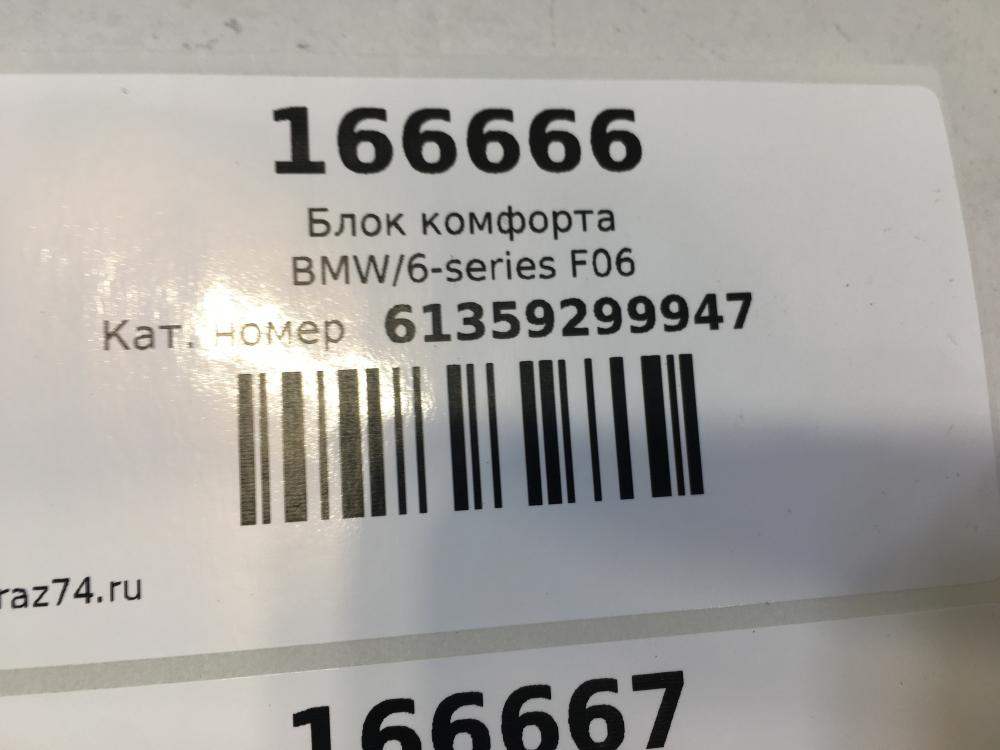 166666
Блок комфорта
BMW/6-series F06
Кат. номер 61359299947
raz74.ru
166667